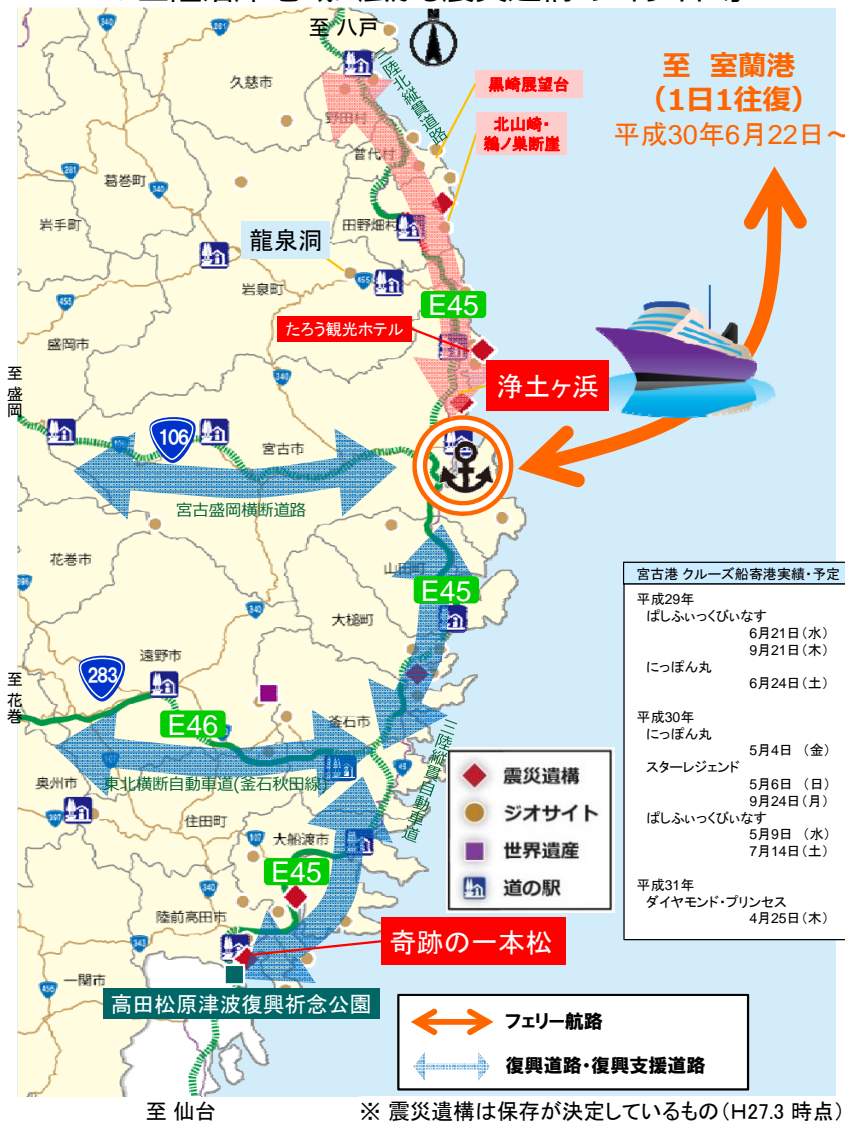 至 八戸
久慈市
三陸北縦貫道路
黒崎展望台
至 室蘭港
(1日1往復)
平成30年6月22日~
野田村
北山崎・
鵜ノ巣断崖
普代村
葛巻町
岩手町
田野畑村
龍泉洞
岩泉町
E45
たろう観光ホテル
盛岡市
至 盛岡
浄土ヶ浜
106
宮古市
宮古盛岡横断道路
花巻市
山田町
E45
大槌町
遠野市
至 花巻
283
E46
釜石市
三陸縦貫自動車道
東北横断自動車道(釜石秋田線)
奥州市
住田町
大船渡市
E45
陸前高田市
奇跡の一本松
一関市
高田松原津波復興祈念公園
至 仙台
宮古港 クルーズ船寄港実績・予定
平成29年
ぱしふぃっくびぃなす
6月21日(水)
9月21日(木)
にっぽん丸
6月24日(土)
平成30年
にっぽん丸
5月4日 (金)
スターレジェンド
5月6日 (日)
9月24日(月)
ぱしふぃっくびぃなす
5月9日 (水)
7月14日(土)
平成31年
ダイヤモンド・プリンセス
4月25日(木)
震災遺構
ジオサイト
世界遺産
道の駅
フェリー航路
復興道路・復興支援道路
※ 震災遺構は保存が決定しているもの(H27.3 時点)